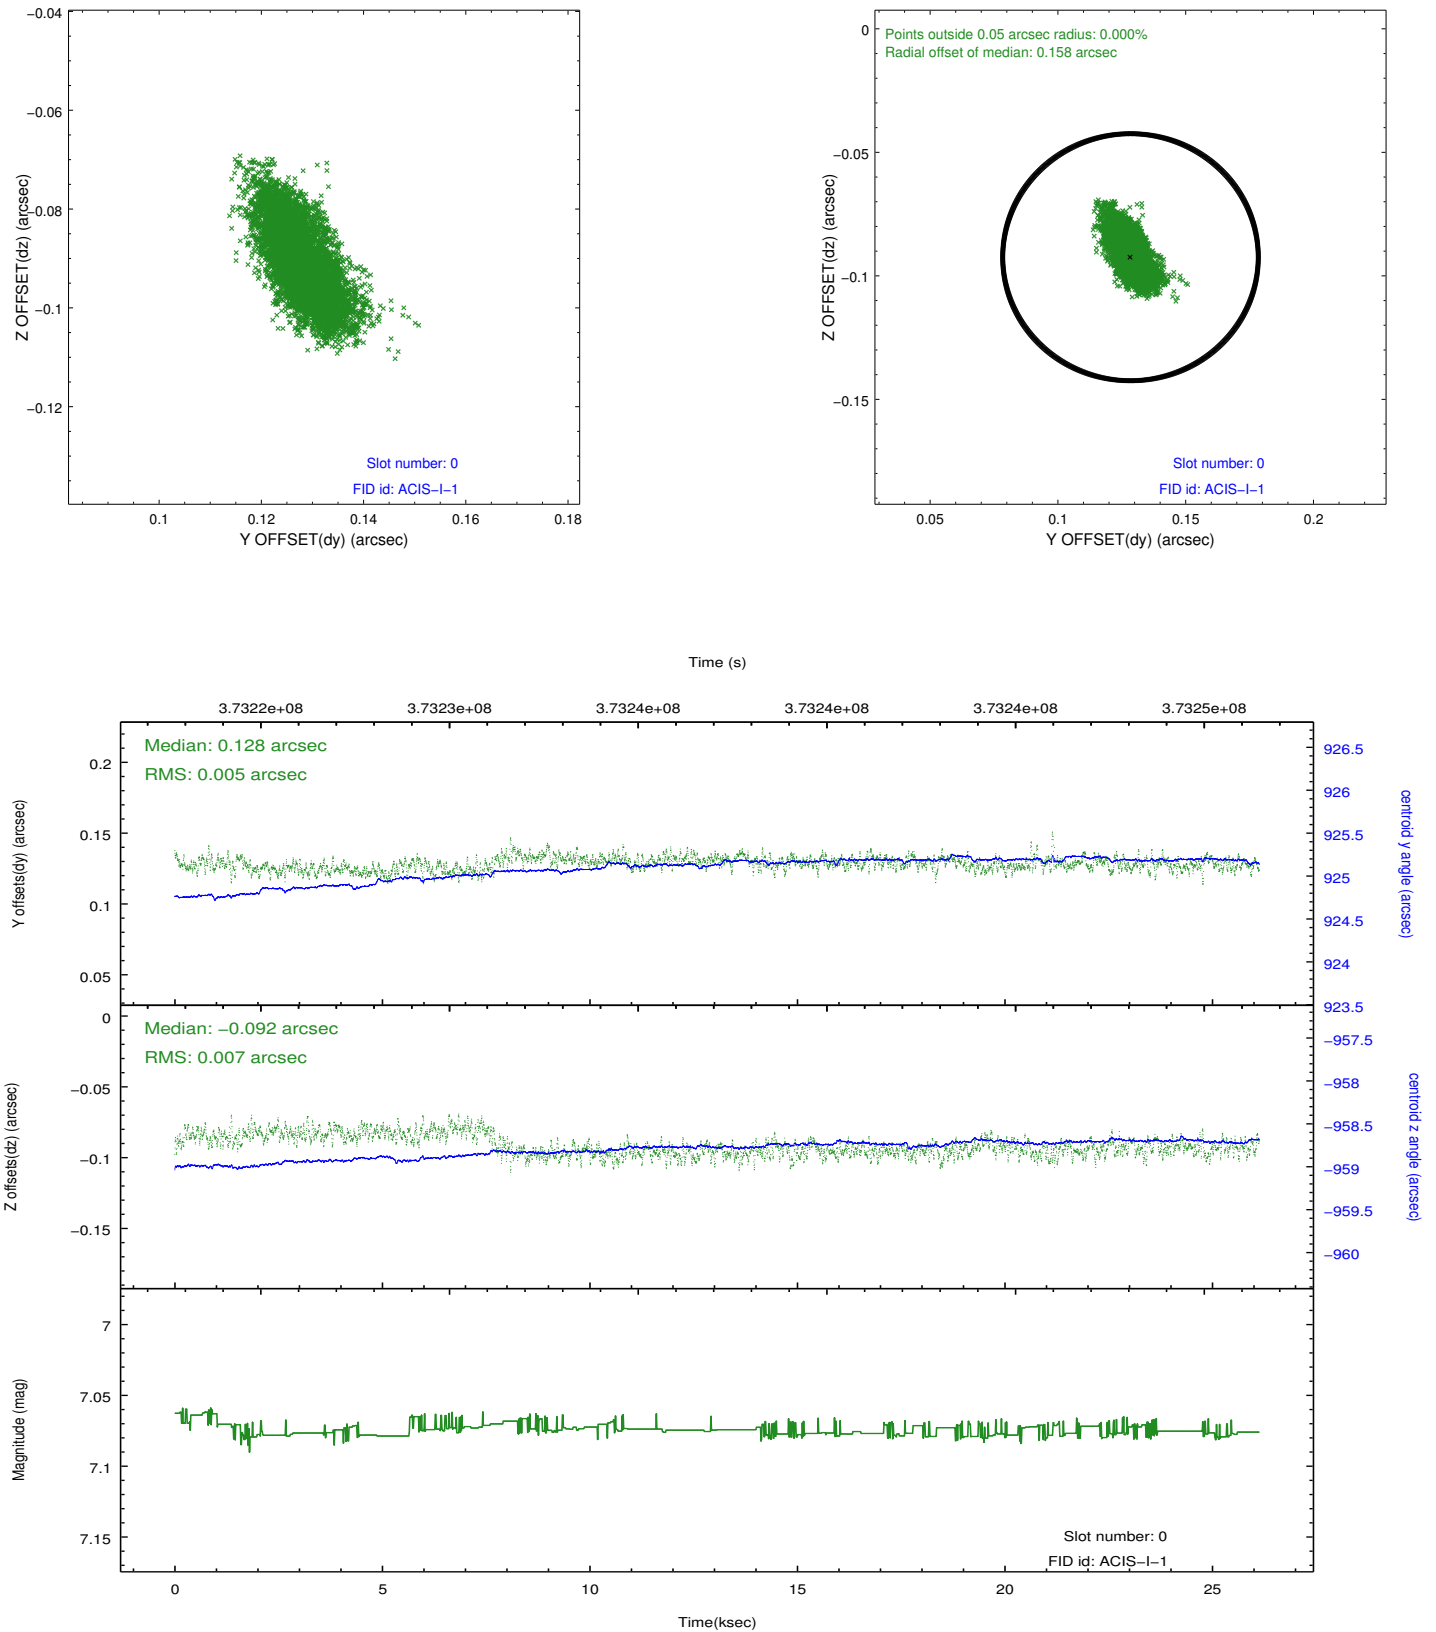 −0.04
−0.06
−0.08
−0.1
−0.12
Z OFFSET(dz) (arcsec)
Slot number: 0
FID id: ACIS−I−1
0.1 0.12 0.14 0.16 0.18
Y OFFSET(dy) (arcsec)
Points outside 0.05 arcsec radius: 0.000%
Radial offset of median: 0.158 arcsec
0
−0.05
−0.1
−0.15
Z OFFSET(dz) (arcsec)
Slot number: 0
FID id: ACIS−I−1
0.05 0.1 0.15 0.2
Y OFFSET(dy) (arcsec)
Time (s)
3.7322e+08 3.7323e+08 3.7324e+08 3.7324e+08 3.7324e+08 3.7325e+08
Median: 0.128 arcsec
RMS: 0.005 arcsec
0.2
0.15
0.1
0.05
Y offsets(dy) (arcsec)
926.5
926
925.5
925
924.5
924
923.5
centroid y angle (arcsec)
Median: −0.092 arcsec
RMS: 0.007 arcsec
0
−0.05
−0.1
−0.15
Z offsets(dz) (arcsec)
−957.5
−958
−958.5
−959
−959.5
−960
centroid z angle (arcsec)
7
7.05
7.1
7.15
Magnitude (mag)
Slot number: 0
FID id: ACIS−I−1
0 5 10 15 20 25
Time(ksec)